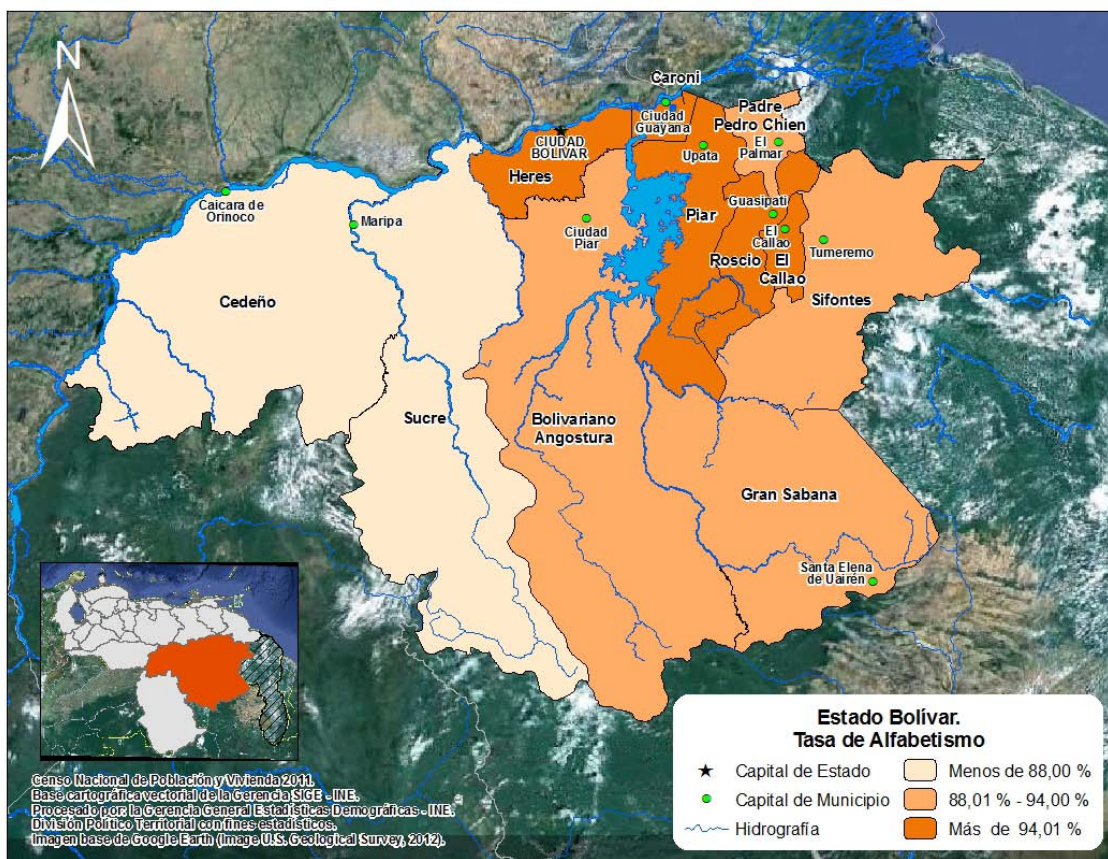 N
Caroni
Ciudad
Guayana
Padre
Pedro Chien
El
Palmar
CIUDAD
BOLIVAR
Heres
Upata
Caicara de
Orinoco
Maripa
Ciudad
Piar
Piar
Guasipati
El
Callao
Tumeremo
Roscio
El
Callao
Sifontes
Cedeño
Sucre
Bolivariano
Angostura
Gran Sabana
Santa Elena
de Uairén
Censo Nacional de Población y Vivienda 2011.
Base cartográfica vectorial de la Gerencia SIGE - INE.
Procesado por: la Gerencia General Estadísticas Demográficas - INE.
División Político Territorial con fines estadísticos.
Imagen base de Google Earth (Image U.S. Geological Survey, 2012).
Estado Bolívar.
Tasa de Alfabetismo
Capital de Estado
Capital de Municipio
Hidrografía
Menos de 88,00 %
88,01 % - 94,00 %
Más de 94,01 %